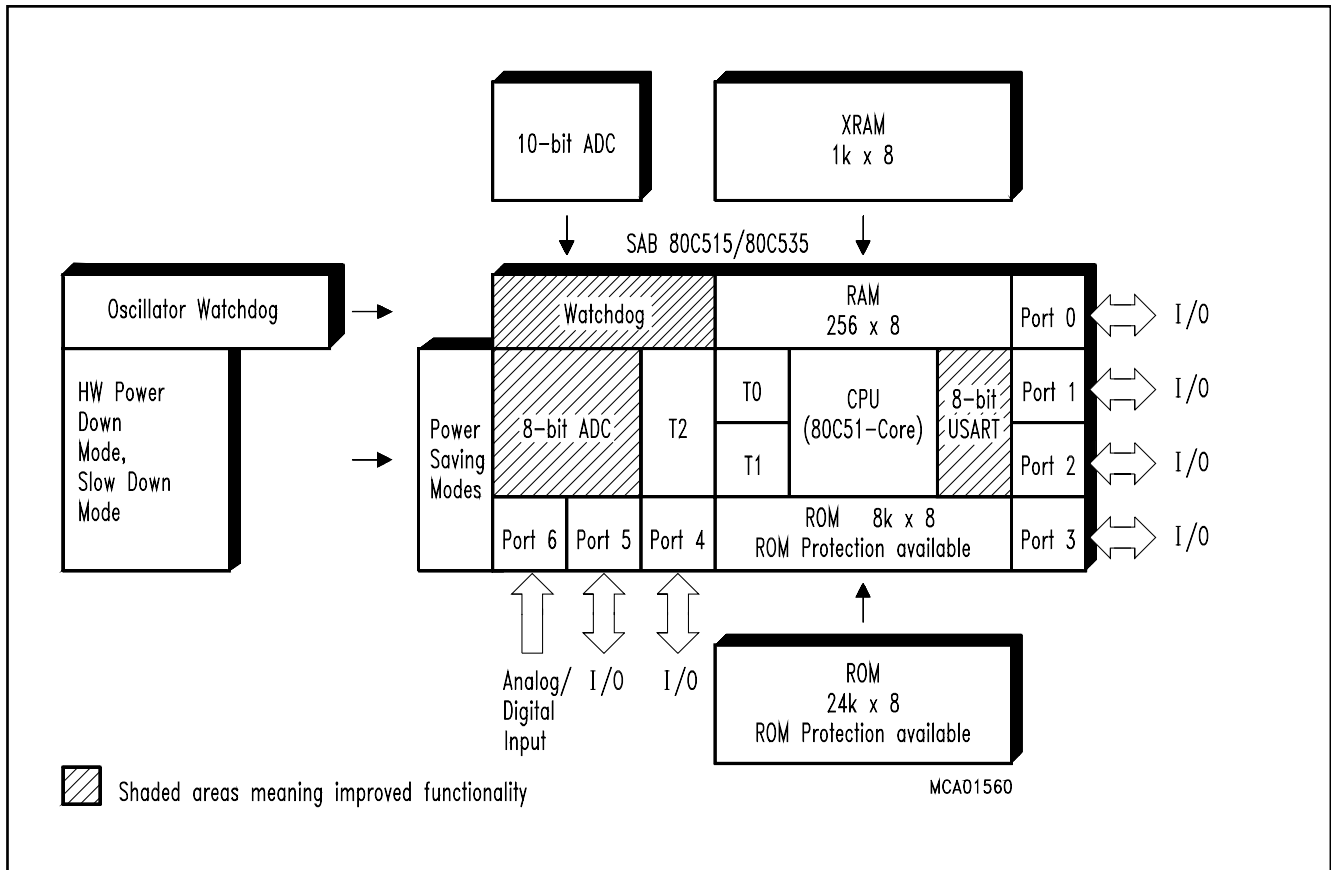 10-bit ADC
XRAM
1k x 8
SAB 80C515/80C535
Oscillator Watchdog
HW Power
Down
Mode,
Slow Down
Mode
Power
Saving
Modes
Watchdog
RAM
256 x 8
Port 0
I/O
8-bit ADC
T2
T0
T1
CPU
(80C51-Core)
8-bit
USART
Port 1
I/O
Port 2
I/O
Port 6
Port 5
Port 4
ROM 8k x 8
ROM Protection available
Port 3
I/O
Analog/
Digital
Input
I/O
I/O
ROM
24k x 8
ROM Protection available
MCA01560
Shaded areas meaning improved functionality